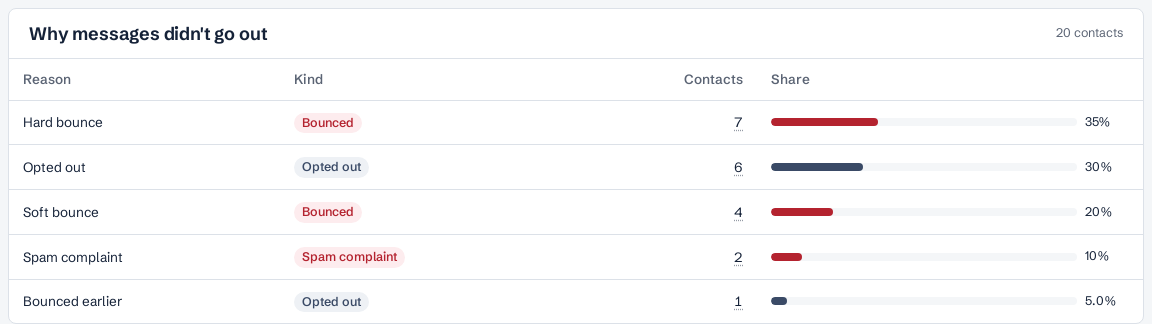 Why messages didn't go out 20 contacts
Reason Kind Contacts Share
Hard bounce Bounced 7 35%
Opted out Opted out 6 30%
Soft bounce Bounced 4 20%
Spam complaint Spam complaint 2 10%
Bounced earlier Opted out 1 5.0%